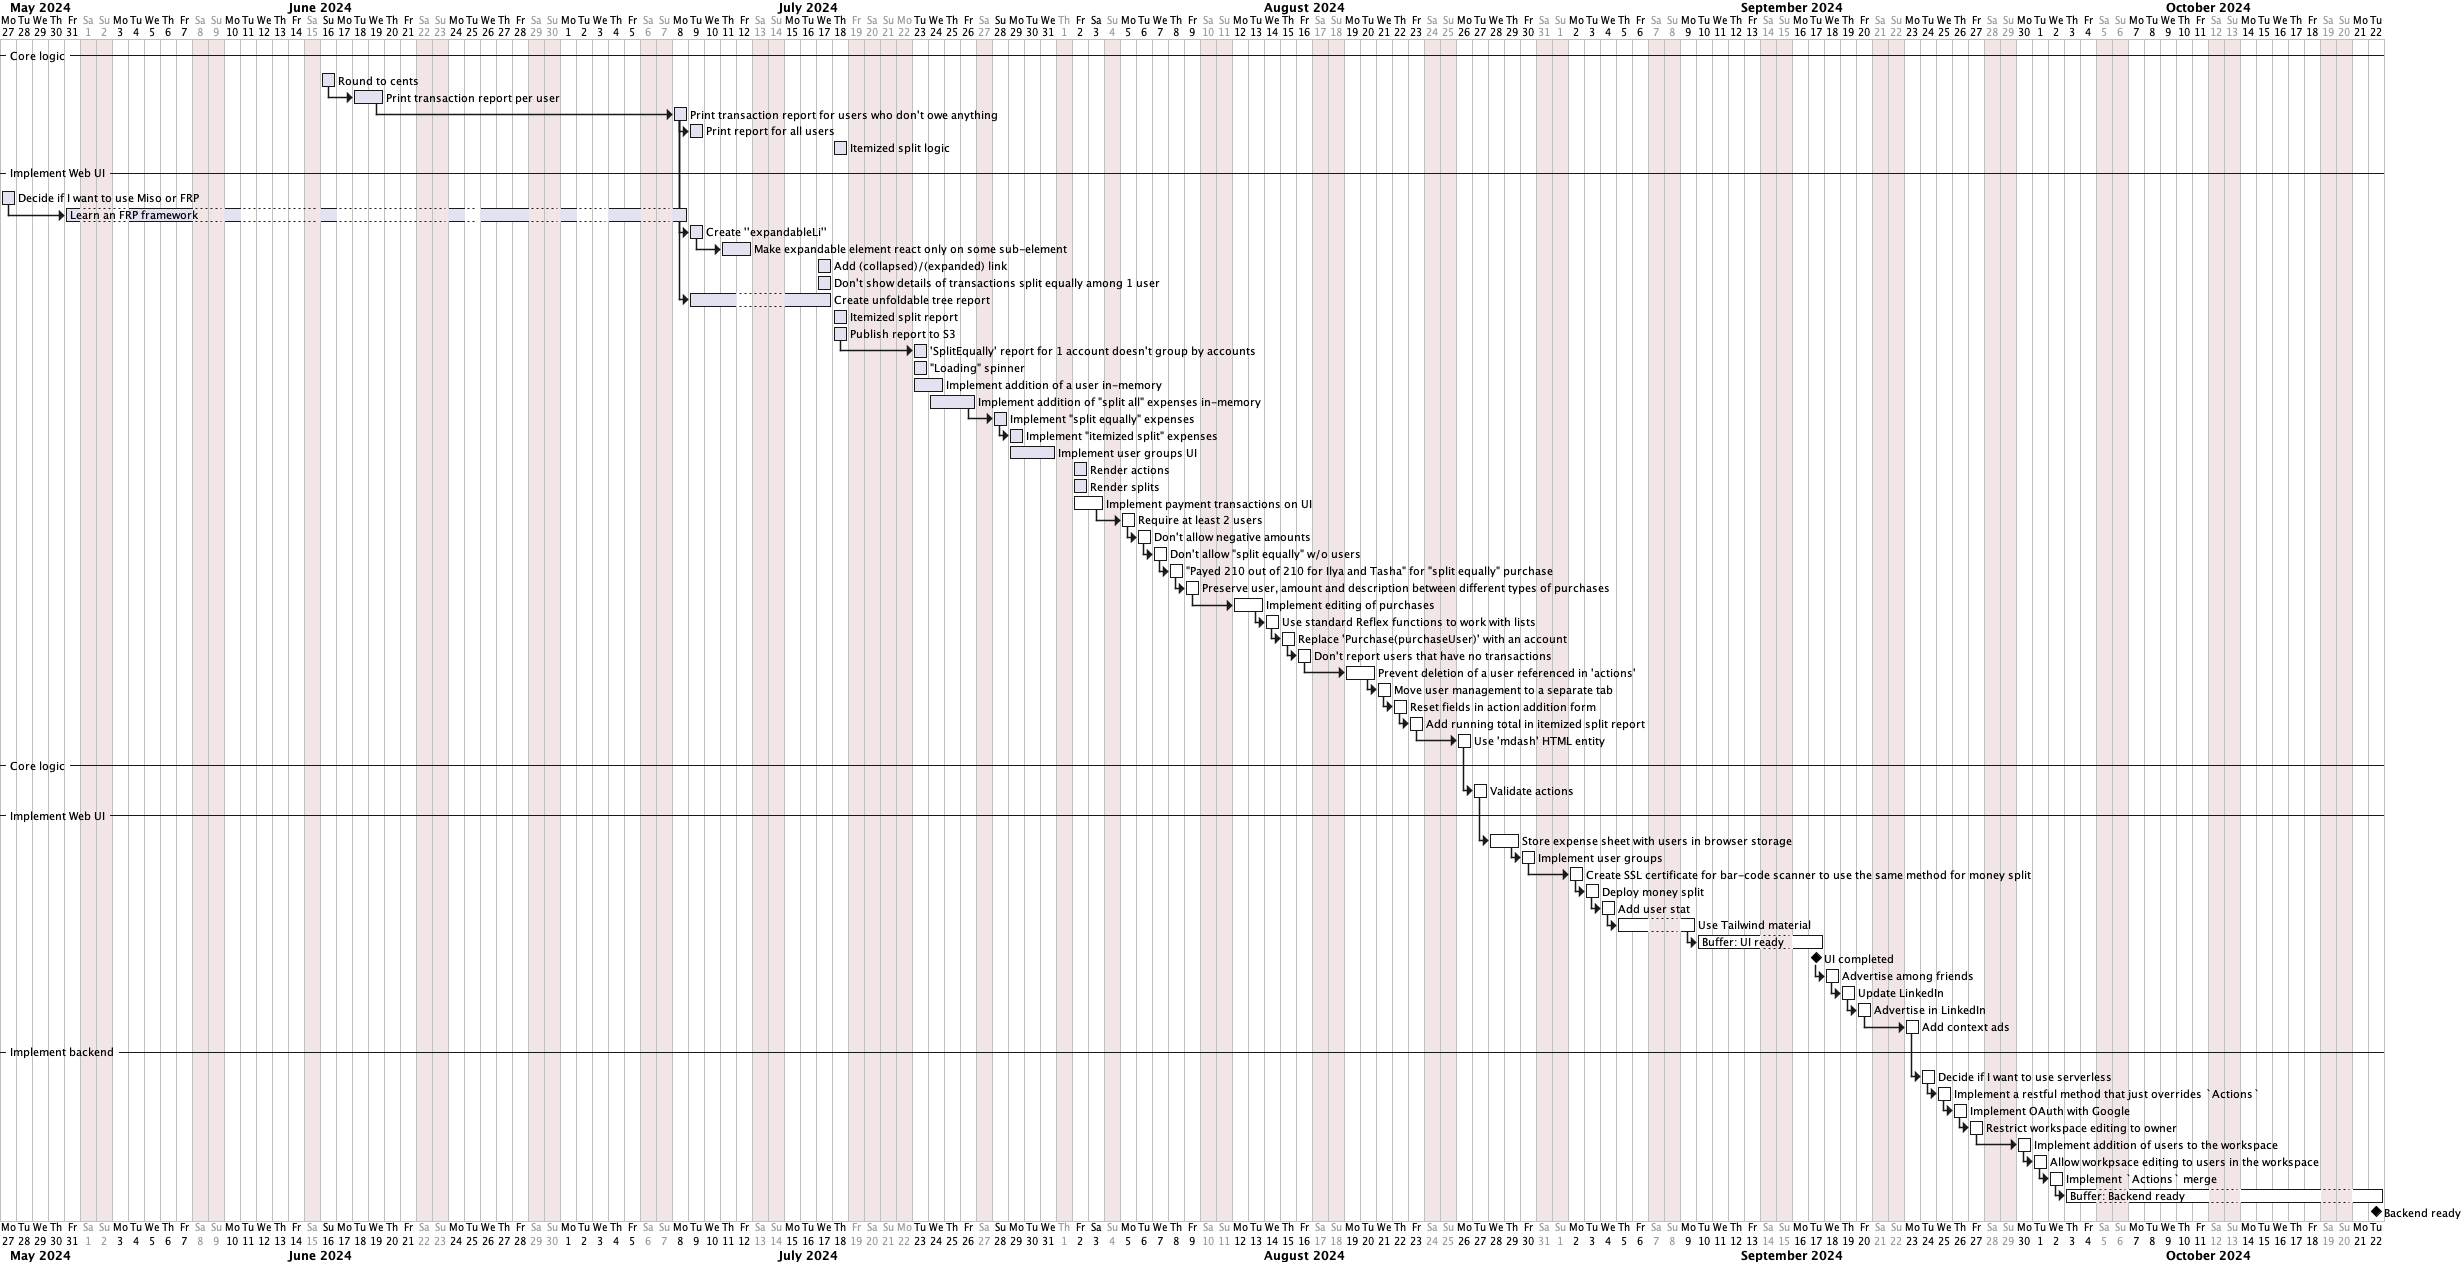 May 2024 June 2024 July 2024 August 2024 September 2024 October 2024
Mo Tu We Th Fr Sa Su Mo Tu We Th Fr Sa Su Mo Tu We Th Fr Sa Su Mo Tu We Th Fr Sa Su Mo Tu We Th Fr Sa Su Mo Tu We Th Fr Sa Su Mo Tu We Th Fr Sa Su Mo Tu We Th Fr Sa Su Mo Tu We Th Fr Sa Su Mo Tu We Th Fr Sa Su Mo Tu We Th Fr Sa Su Mo Tu We Th Fr Sa Su Mo Tu We Th Fr Sa Su Mo Tu We Th Fr Sa Su Mo Tu We Th Fr Sa Su Mo Tu We Th Fr Sa Su Mo Tu We Th Fr Sa Su Mo Tu We Th Fr Sa Su Mo Tu We Th Fr Sa Su Mo Tu We Th Fr Sa Su Mo Tu
27 28 29 30 31 1 2 3 4 5 6 7 8 9 10 11 12 13 14 15 16 17 18 19 20 21 22 23 24 25 26 27 28 29 30 1 2 3 4 5 6 7 8 9 10 11 12 13 14 15 16 17 18 19 20 21 22 23 24 25 26 27 28 29 30 31 1 2 3 4 5 6 7 8 9 10 11 12 13 14 15 16 17 18 19 20 21 22 23 24 25 26 27 28 29 30 31 1 2 3 4 5 6 7 8 9 10 11 12 13 14 15 16 17 18 19 20 21 22 23 24 25 26 27 28 29 30 1 2 3 4 5 6 7 8 9 10 11 12 13 14 15 16 17 18 19 20 21 22
Core logic
Round to cents
Print transaction report per user
Print transaction report for users who don't owe anything
Print report for all users
Itemized split logic
Implement Web UI
Decide if I want to use Miso or FRP
Learn an FRP framework
Create "expandableLi"
Make expandable element react only on some sub-element
Add (collapsed)/(expanded) link
Don't show details of transactions split equally among 1 user
Create unfoldable tree report
Itemized split report
Publish report to S3
'SplitEqually' report for 1 account doesn't group by accounts
"Loading" spinner
Implement addition of a user in-memory
Implement addition of "split all" expenses in-memory
Implement "split equally" expenses
Implement "itemized split" expenses
Implement user groups UI
Render actions
Render splits
Implement payment transactions on UI
Require at least 2 users
Don't allow negative amounts
Don't allow "split equally" w/o users
"Payed 210 out of 210 for Ilya and Tasha" for "split equally" purchase
Preserve user, amount and description between different types of purchases
Implement editing of purchases
Use standard Reflex functions to work with lists
Replace 'Purchase(purchaseUser)' with an account
Don't report users that have no transactions
Prevent deletion of a user referenced in 'actions'
Move user management to a separate tab
Reset fields in action addition form
Add running total in itemized split report
Use 'mdash' HTML entity
Core logic
Validate actions
Implement Web UI
Store expense sheet with users in browser storage
Implement user groups
Create SSL certificate for bar-code scanner to use the same method for money split
Deploy money split
Add user stat
Use Tailwind material
Buffer: UI ready
UI completed
Advertise among friends
Update LinkedIn
Advertise in LinkedIn
Add context ads
Implement backend
Decide if I want to use serverless
Implement a restful method that just overrides `Actions`
Implement OAuth with Google
Restrict workspace editing to owner
Implement addition of users to the workspace
Allow workpsace editing to users in the workspace
Implement `Actions` merge
Buffer: Backend ready
Backend ready
Mo Tu We Th Fr Sa Su Mo Tu We Th Fr Sa Su Mo Tu We Th Fr Sa Su Mo Tu We Th Fr Sa Su Mo Tu We Th Fr Sa Su Mo Tu We Th Fr Sa Su Mo Tu We Th Fr Sa Su Mo Tu We Th Fr Sa Su Mo Tu We Th Fr Sa Su Mo Tu We Th Fr Sa Su Mo Tu We Th Fr Sa Su Mo Tu We Th Fr Sa Su Mo Tu We Th Fr Sa Su Mo Tu We Th Fr Sa Su Mo Tu We Th Fr Sa Su Mo Tu We Th Fr Sa Su Mo Tu We Th Fr Sa Su Mo Tu We Th Fr Sa Su Mo Tu We Th Fr Sa Su Mo Tu We Th Fr Sa Su Mo Tu
27 28 29 30 31 1 2 3 4 5 6 7 8 9 10 11 12 13 14 15 16 17 18 19 20 21 22 23 24 25 26 27 28 29 30 1 2 3 4 5 6 7 8 9 10 11 12 13 14 15 16 17 18 19 20 21 22 23 24 25 26 27 28 29 30 31 1 2 3 4 5 6 7 8 9 10 11 12 13 14 15 16 17 18 19 20 21 22 23 24 25 26 27 28 29 30 31 1 2 3 4 5 6 7 8 9 10 11 12 13 14 15 16 17 18 19 20 21 22 23 24 25 26 27 28 29 30 1 2 3 4 5 6 7 8 9 10 11 12 13 14 15 16 17 18 19 20 21 22
May 2024 June 2024 July 2024 August 2024 September 2024 October 2024